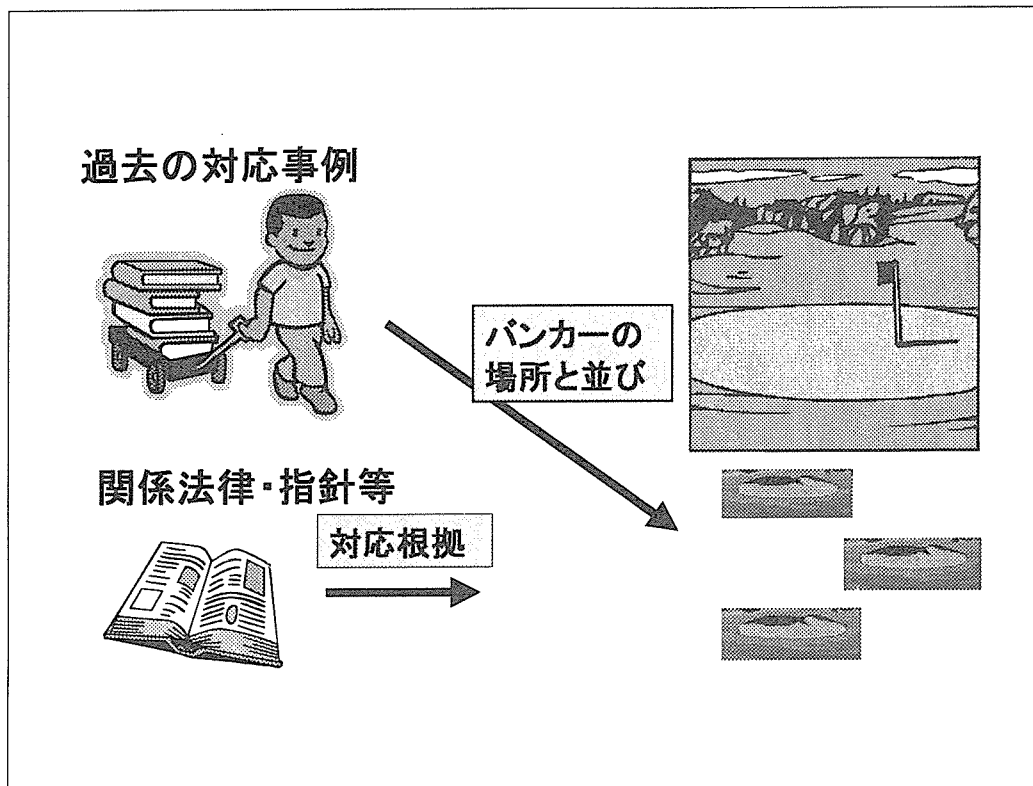 過去の対応事例
バンカーの
場所と並び
関係法律・指針等
対応根拠